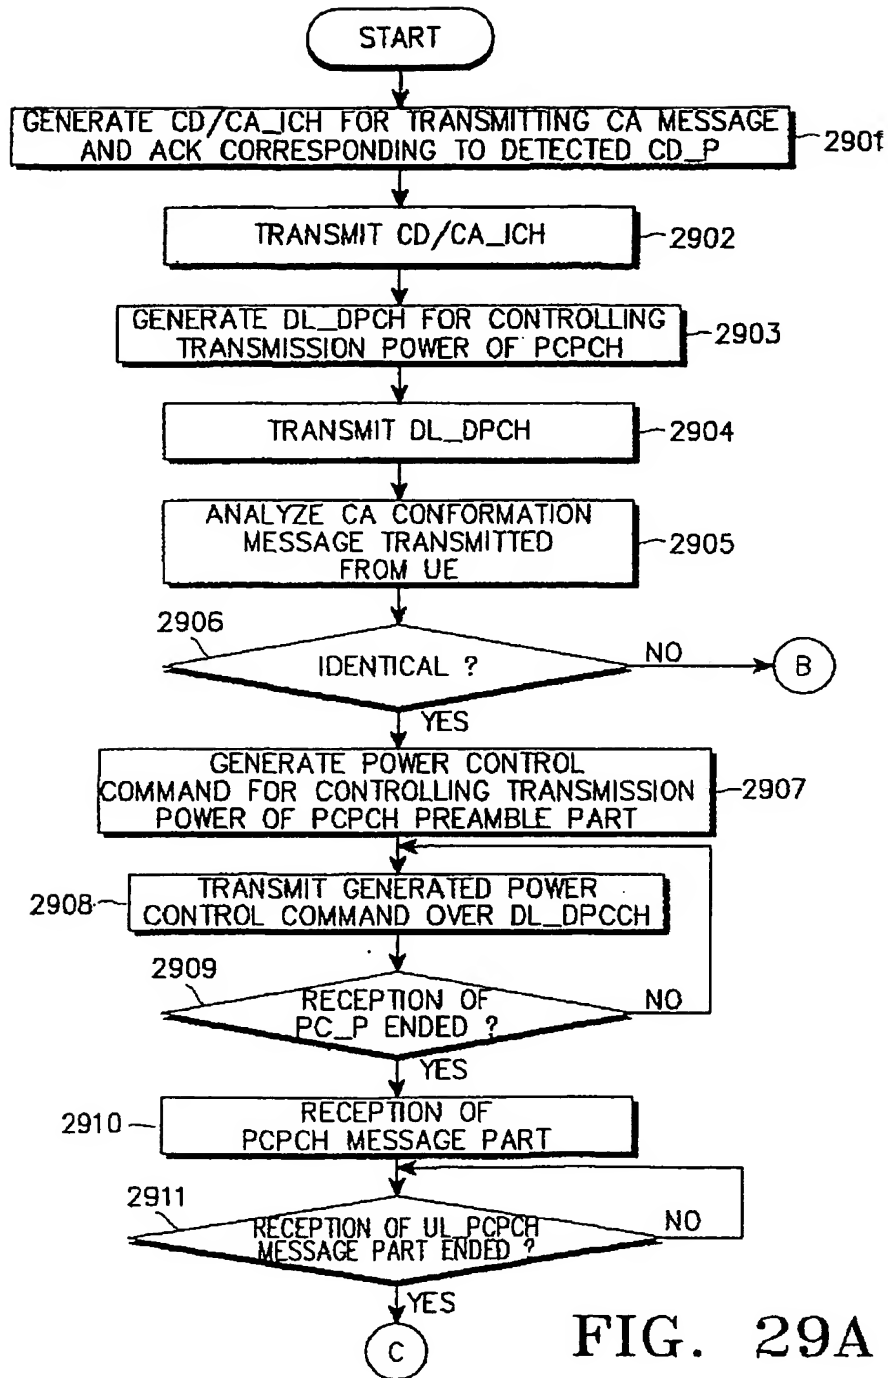 START
GENERATE CD/CA_ICH FOR TRANSMITTING CA MESSAGE
AND ACK CORRESPONDING TO DETECTED CD_P
2901
TRANSMIT CD/CA_ICH
2902
GENERATE DL_DPCH FOR CONTROLLING
TRANSMISSION POWER OF PCPCH
2903
TRANSMIT DL_DPCH
2904
ANALYZE CA CONFORMATION
MESSAGE TRANSMITTED
FROM UE
2905
2906
IDENTICAL ?
NO
B
YES
GENERATE POWER CONTROL
COMMAND FOR CONTROLLING TRANSMISSION
POWER OF PCPCH PREAMBLE PART
2907
2908
TRANSMIT GENERATED POWER
CONTROL COMMAND OVER DL_DPCCH
2909
RECEPTION OF
PC_P ENDED ?
NO
YES
2910
RECEPTION OF
PCPCH MESSAGE PART
2911
RECEPTION OF UL_PCPCH
MESSAGE PART ENDED ?
NO
YES
C
FIG. 29A